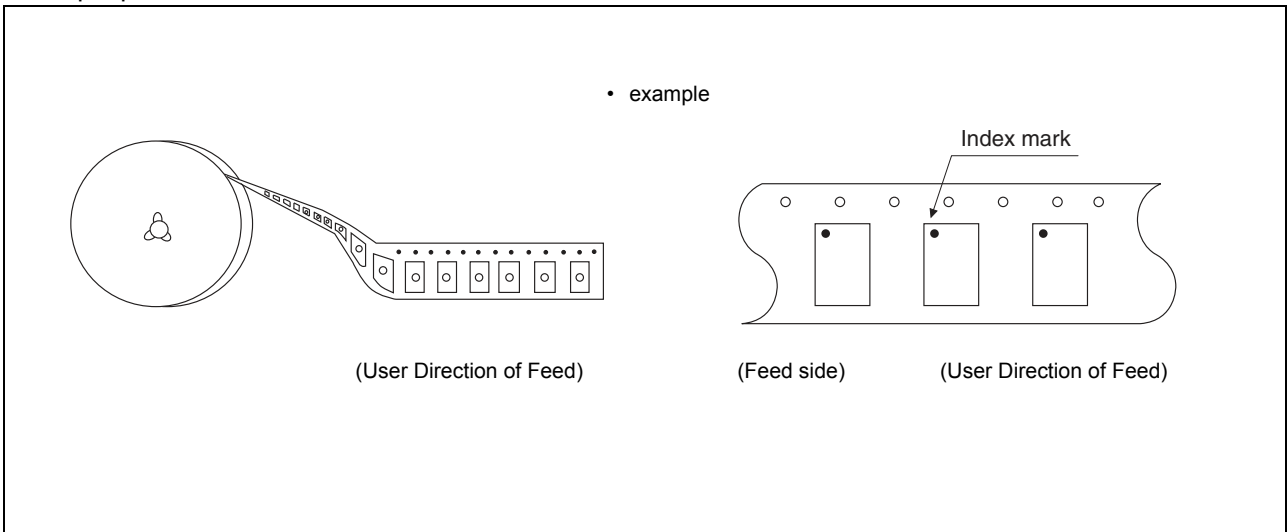 • example
Index mark
(User Direction of Feed)
(Feed side)
(User Direction of Feed)